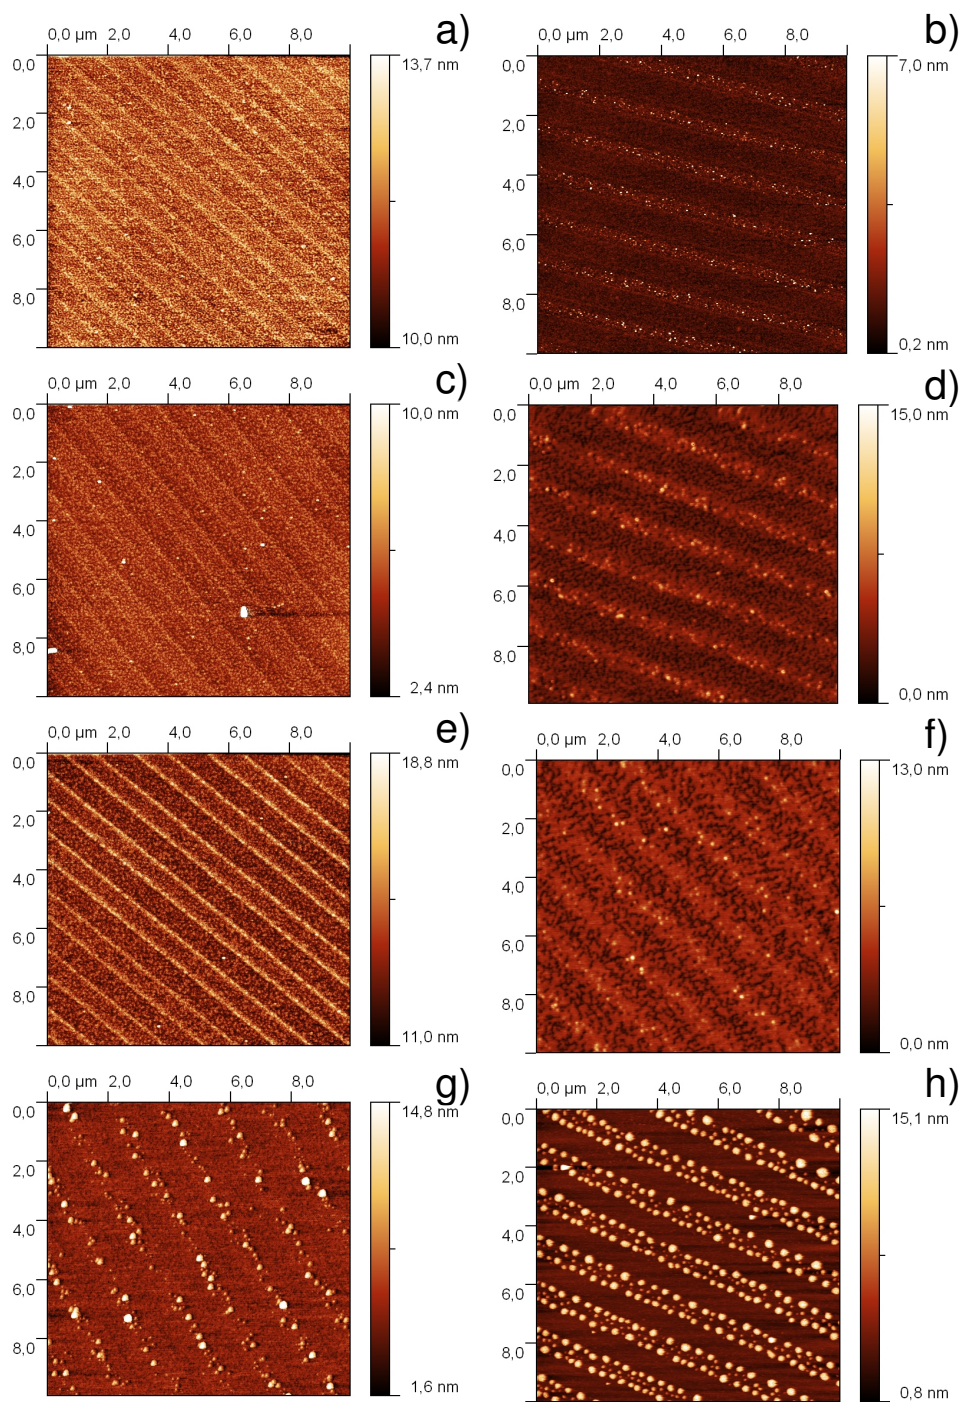 a)
0,0 µm 2,0 4,0 6,0 8,0
0,0
2,0
4,0
6,0
8,0
13,7 nm
10,0 nm
b)
0,0 µm 2,0 4,0 6,0 8,0
0,0
2,0
4,0
6,0
8,0
7,0 nm
0,2 nm
c)
0,0 µm 2,0 4,0 6,0 8,0
0,0
2,0
4,0
6,0
8,0
10,0 nm
2,4 nm
d)
0,0 µm 2,0 4,0 6,0 8,0
0,0
2,0
4,0
6,0
8,0
15,0 nm
0,0 nm
e)
0,0 µm 2,0 4,0 6,0 8,0
0,0
2,0
4,0
6,0
8,0
18,8 nm
11,0 nm
f)
0,0 µm 2,0 4,0 6,0 8,0
0,0
2,0
4,0
6,0
8,0
13,0 nm
0,0 nm
g)
0,0 µm 2,0 4,0 6,0 8,0
0,0
2,0
4,0
6,0
8,0
14,8 nm
1,6 nm
h)
0,0 µm 2,0 4,0 6,0 8,0
0,0
2,0
4,0
6,0
8,0
15,1 nm
0,8 nm